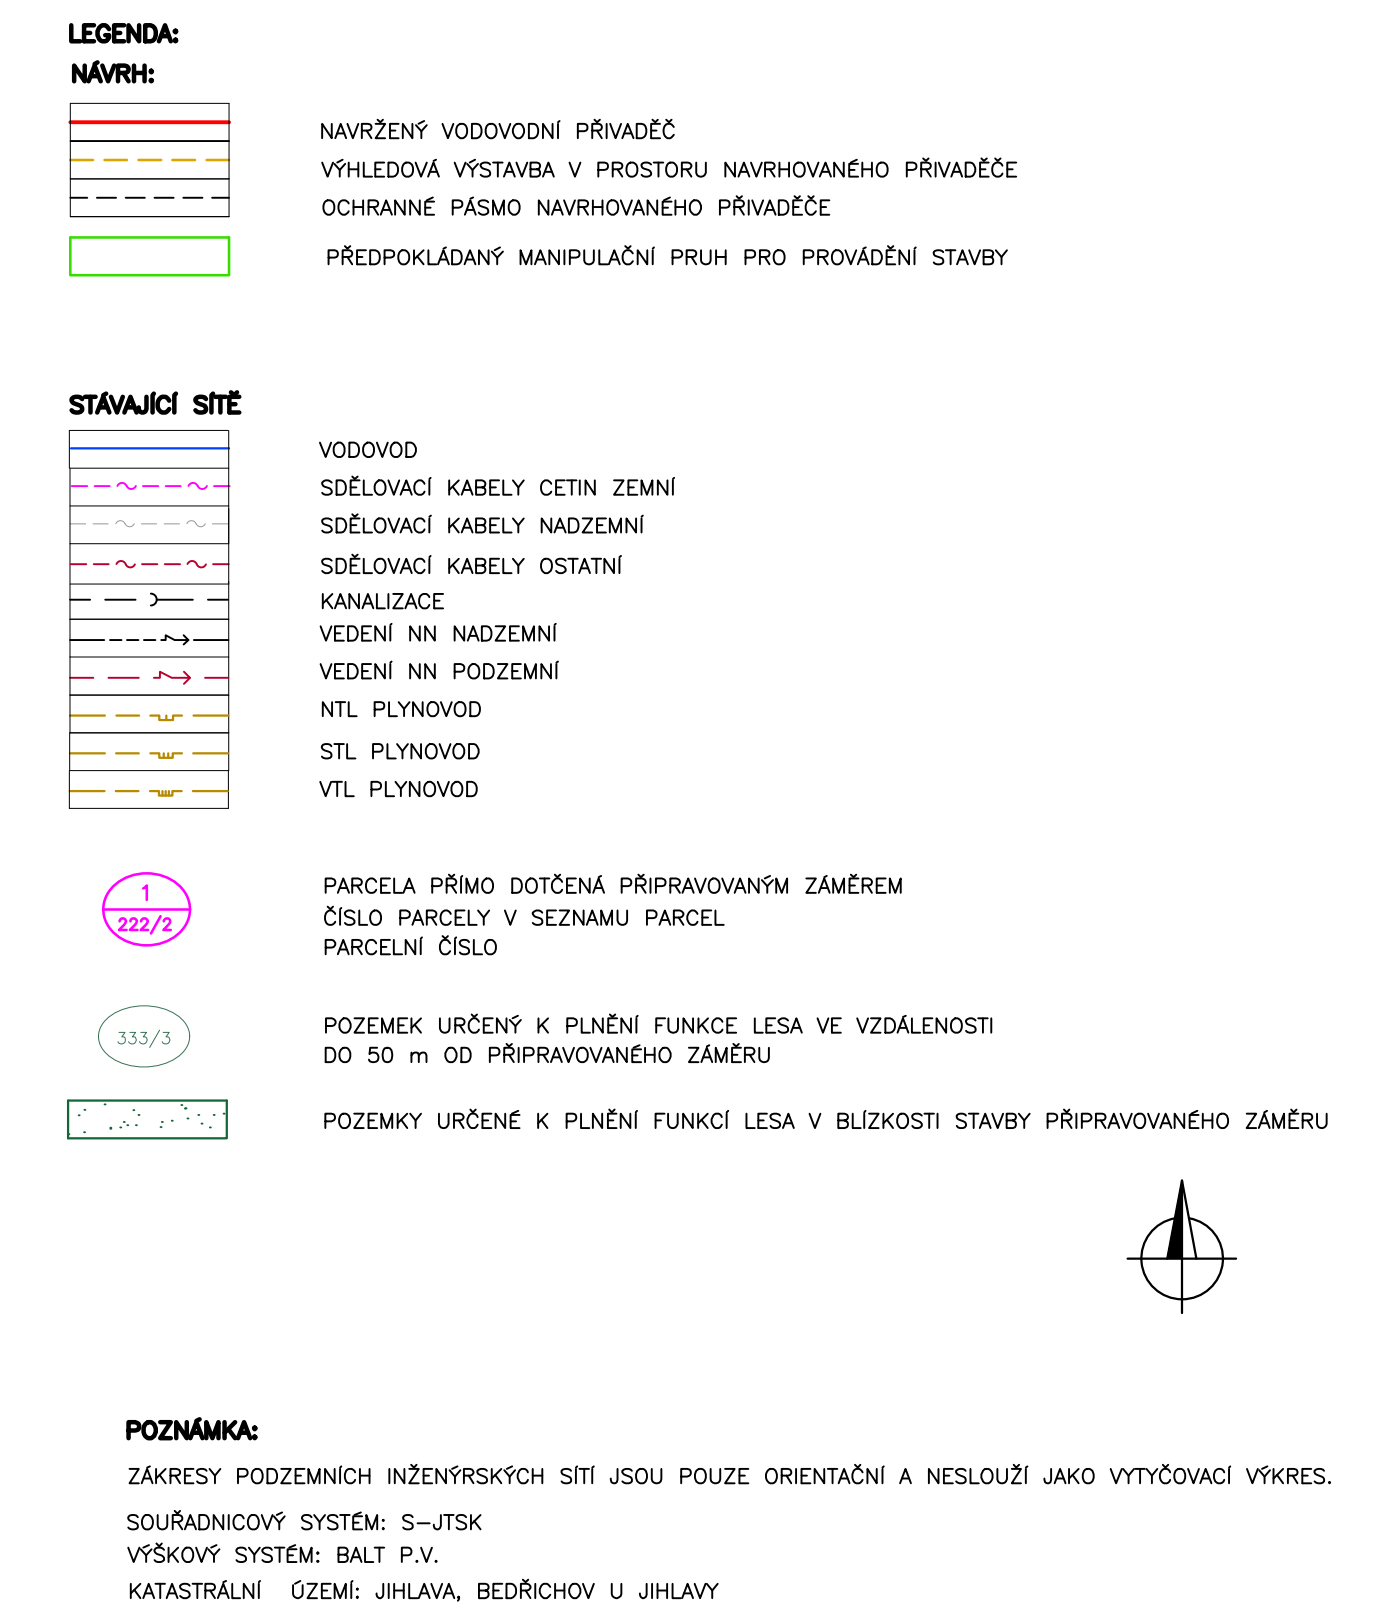 LEGENDA:
NÁVRH:
NAVRŽENÝ VODOVODNÍ PŘIVADĚČ
VÝHLEDOVÁ VÝSTAVBA V PROSTORU NAVRHOVANÉHO PŘIVADĚČE
OCHRANNÉ PÁSMO NAVRHOVANÉHO PŘIVADĚČE
PŘEDPOKLÁDANÝ MANIPULAČNÍ PRUH PRO PROVÁDĚNÍ STAVBY
STÁVAJÍCÍ SÍTĚ
VODOVOD
SDĚLOVACÍ KABELY CETIN ZEMNÍ
SDĚLOVACÍ KABELY NADZEMNÍ
SDĚLOVACÍ KABELY OSTATNÍ
KANALIZACE
VEDENÍ NN NADZEMNÍ
VEDENÍ NN PODZEMNÍ
NTL PLYNOVOD
STL PLYNOVOD
VTL PLYNOVOD
1
222/2
PARCELA PŘÍMO DOTČENÁ PŘIPRAVOVANÝM ZÁMĚREM
ČÍSLO PARCELY V SEZNAMU PARCEL
PARCELNÍ ČÍSLO
333/3
POZEMEK URČENÝ K PLNĚNÍ FUNKCE LESA VE VZDÁLENOSTI
DO 50 m OD PŘIPRAVOVANÉHO ZÁMĚRU
POZEMKY URČENÉ K PLNĚNÍ FUNKCÍ LESA V BLÍZKOSTI STAVBY PŘIPRAVOVANÉHO ZÁMĚRU
POZNÁMKA:
ZÁKRESY PODZEMNÍCH INŽENÝRSKÝCH SÍTÍ JSOU POUZE ORIENTAČNÍ A NESLOUŽÍ JAKO VYTYČOVACÍ VÝKRES.
SOUŘADNICOVÝ SYSTÉM: S-JTSK
VÝŠKOVÝ SYSTÉM: BALT P.V.
KATASTRÁLNÍ ÚZEMÍ: JIHLAVA, BEDŘICHOV U JIHLAVY